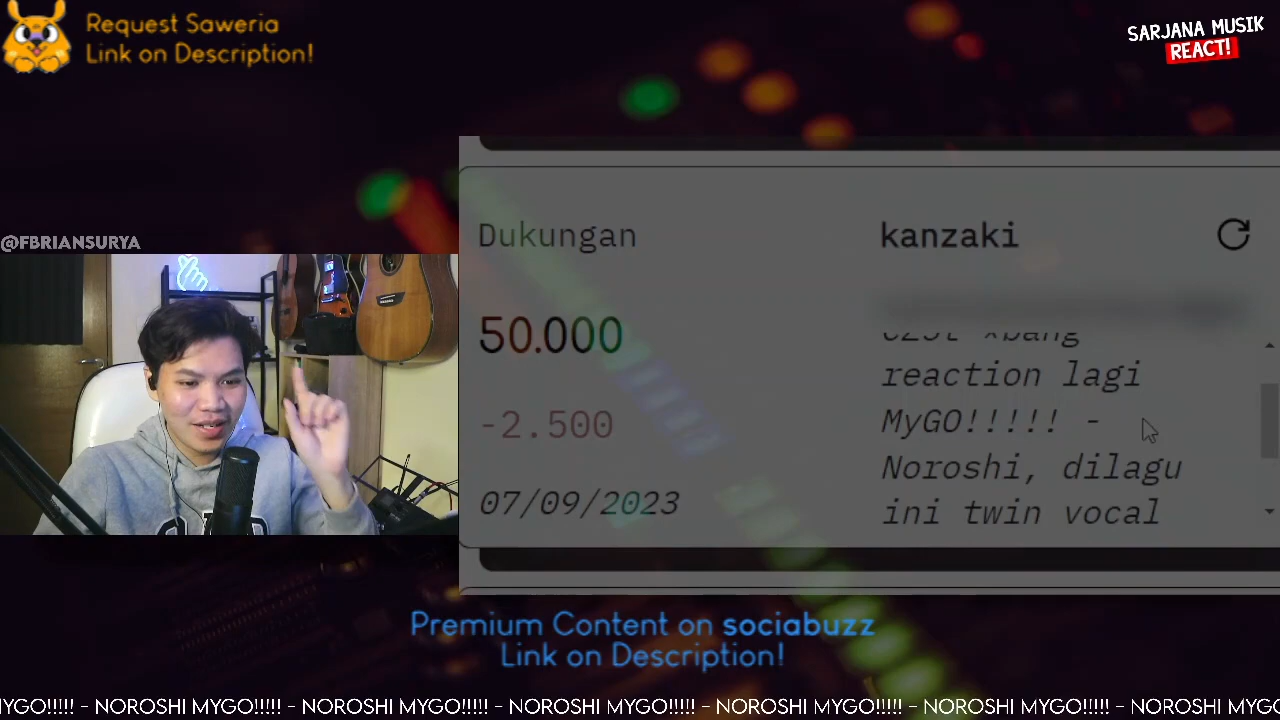 Request Saweria
Link on Description!
SARJANA MUSIK
REACT!
@FBRIANSURYA
Dukungan
kanzaki
50.000
reaction lagi
-2.500
MyGO!!!!! -
Noroshi, dilagu
07/09/2023
ini twin vocal
Premium Content on sociabuzz
Link on Description!
MYGO!!!!! - NOROSHI MYGO!!!!! - NOROSHI MYGO!!!!! - NOROSHI MYGO!!!!! - NOROSHI MYGO!!!!! - NOROSHI MYGO!!!!! - NOROSHI MYGO